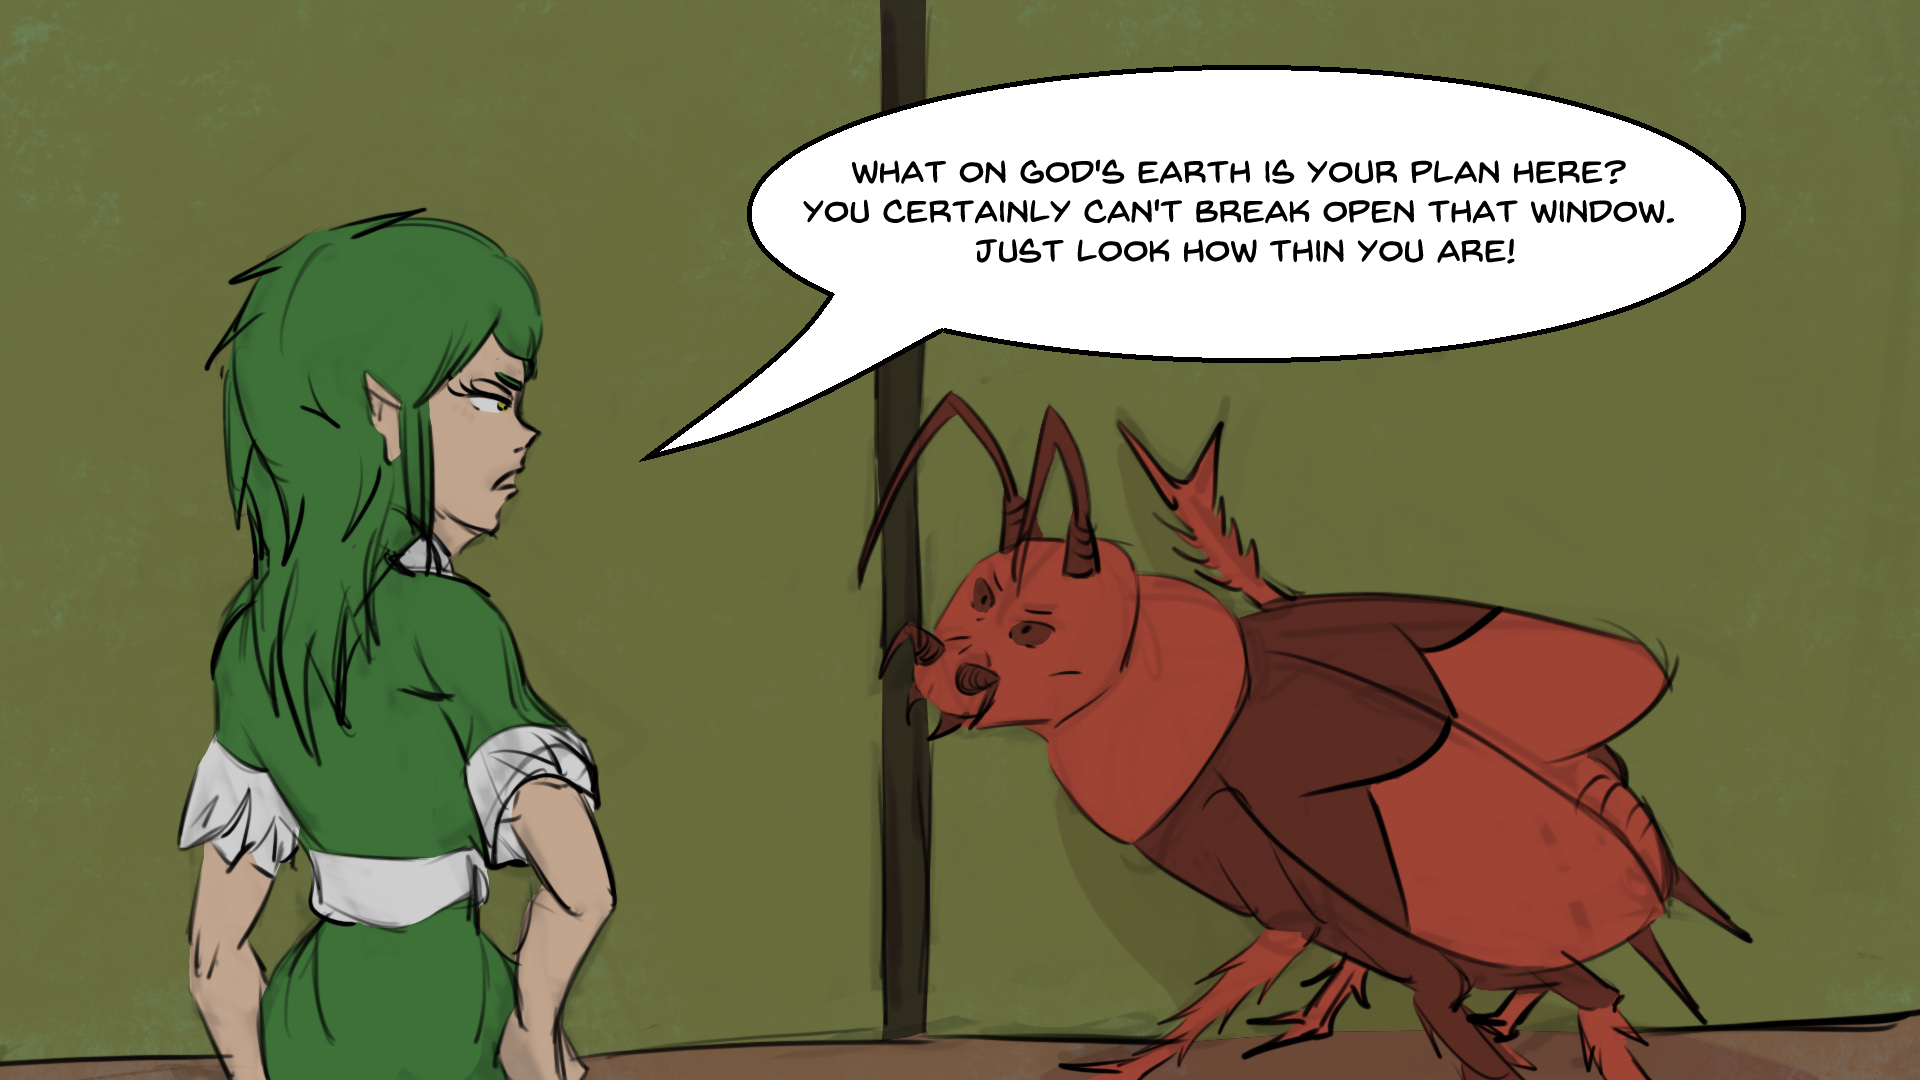 WHAT ON GOD'S EARTH IS YOUR PLAN HERE?
YOU CERTAINLY CAN'T BREAK OPEN THAT WINDOW.
JUST LOOK HOW THIN YOU ARE!